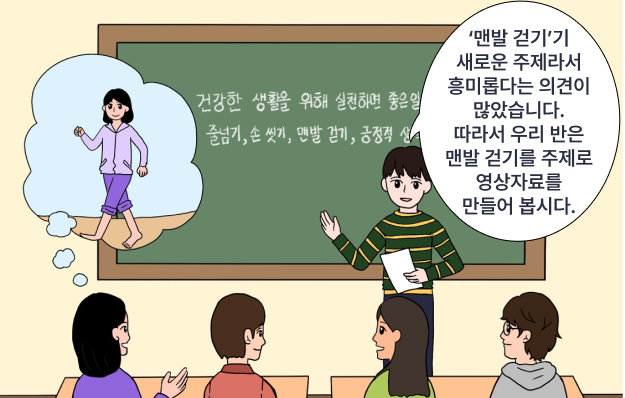 건강한 생활을 위해 실천하면 좋은일
줄넘기, 손 씻기, 맨발 걷기, 긍정적
‘맨발 걷기’기
새로운 주제라서
흥미롭다는 의견이
많았습니다.
따라서 우리 반은
맨발 걷기를 주제로
영상자료를
만들어 봅시다.